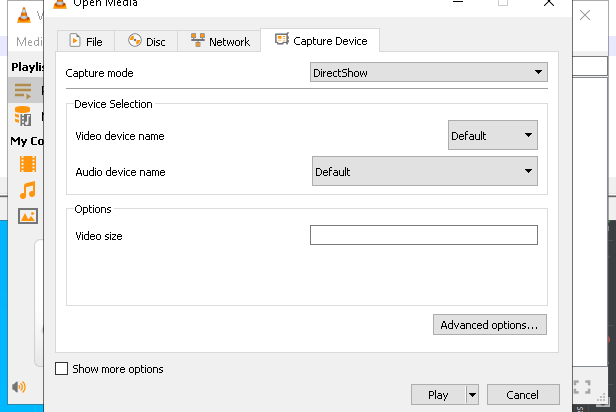 Open Media
Medi
File
Disc
Network
Capture Device
Playlis
Capture mode
DirectShow
Device Selection
Video device name
Default
My Co
Audio device name
Default
Options
Video size
Advanced options...
Show more options
Play
Cancel